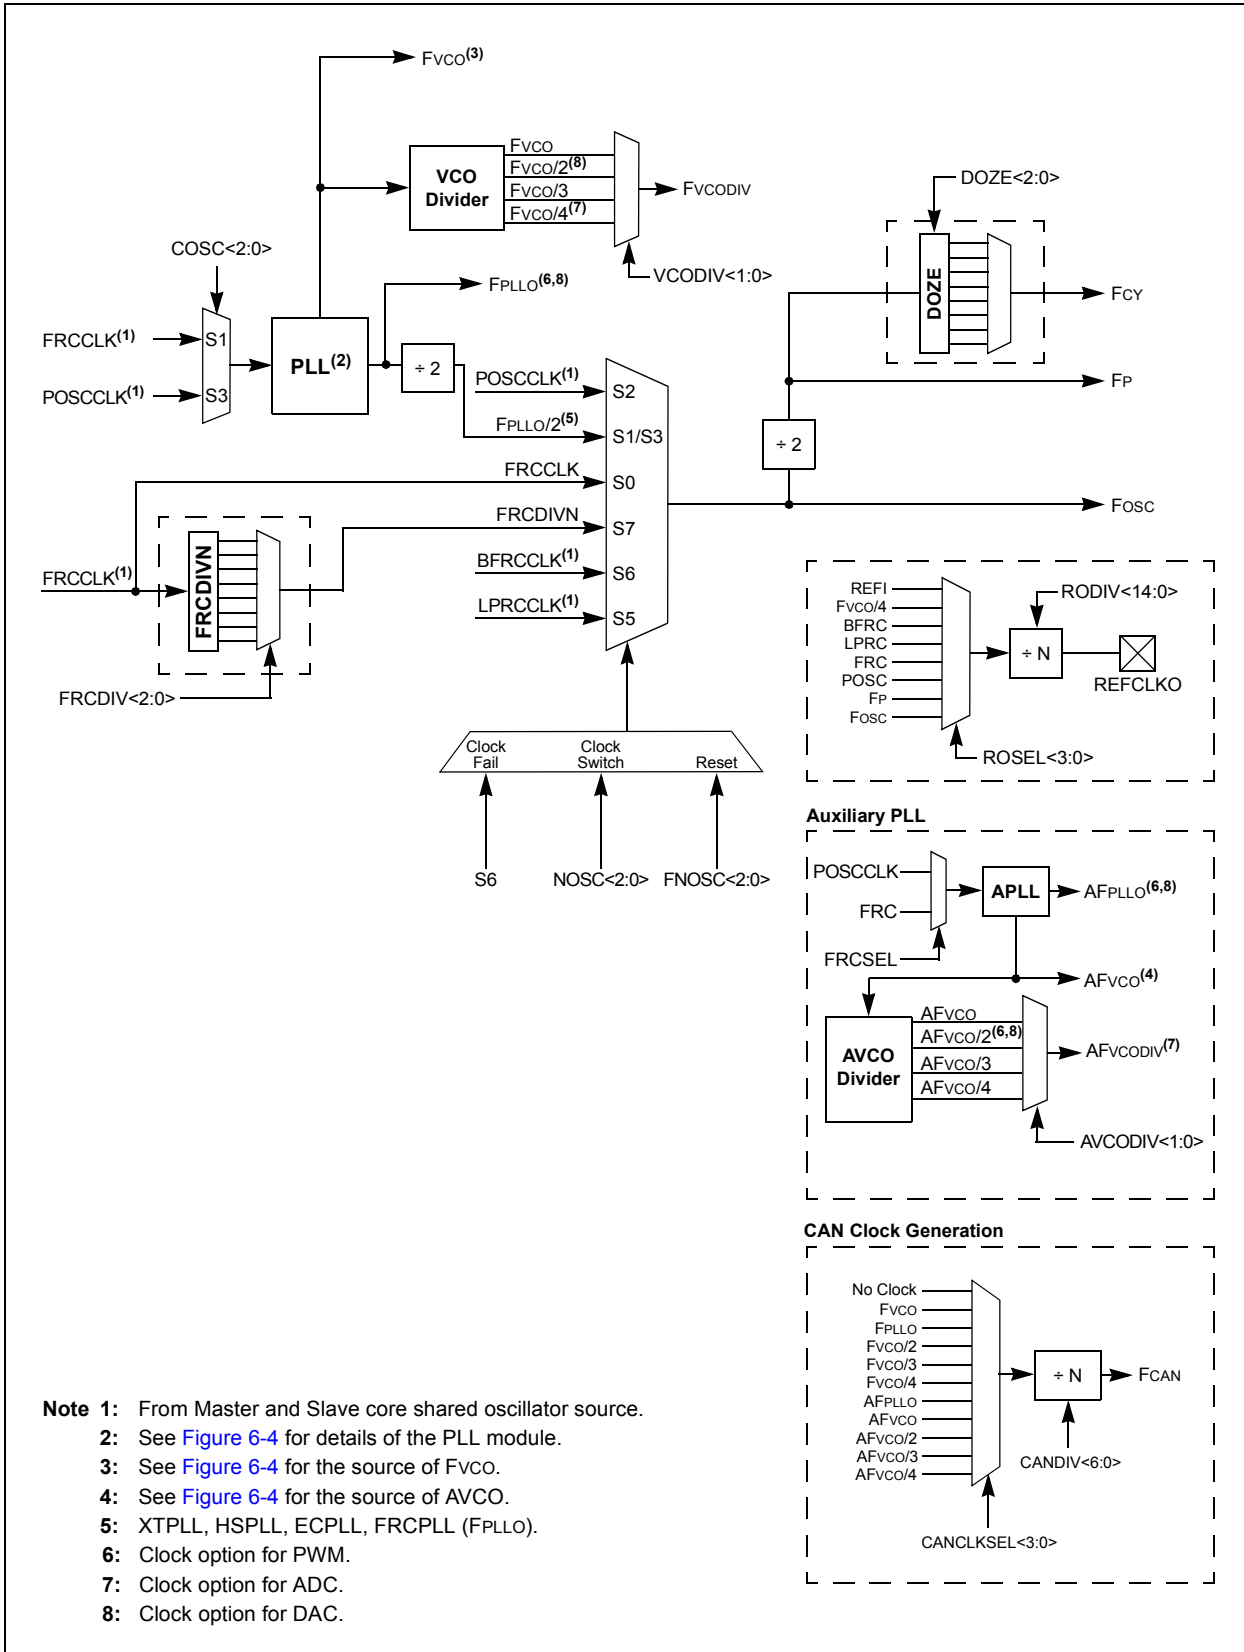 FVCO(3)
VCO
Divider
FVCO
FVCO/2(8)
FVCO/3
FVCO/4(7)
FVCODIV
VCODIV<1:0>
DOZE<2:0>
DOZE
FCY
FP
÷ 2
FOSC
COSC<2:0>
FRCCLK(1)
POSCCLK(1)
S1
S3
PLL(2)
FPLLO(6,8)
÷ 2
POSCCLK(1)
S2
FPLLO/2(5)
S1/S3
FRCCLK
S0
FRCDIVN
S7
BFRCCLK(1)
S6
LPRCCLK(1)
S5
FRCCLK(1)
FRCDIVN
FRCDIV<2:0>
Clock
Fail
Clock
Switch
Reset
S6
NOSC<2:0>
FNOSC<2:0>
REFI
FVCO/4
BFRC
LPRC
FRC
POSC
FP
FOSC
RODIV<14:0>
÷ N
REFCLKO
ROSEL<3:0>
Auxiliary PLL
POSCCLK
FRC
FRCSEL
APLL
AFPLLO(6,8)
AFVCO(4)
AVCO
Divider
AFVCO
AFVCO/2(6,8)
AFVCO/3
AFVCO/4
AFVCODIV(7)
AVCODIV<1:0>
CAN Clock Generation
No Clock
FVCO
FPLLO
FVCO/2
FVCO/3
FVCO/4
AFPLLO
AFVCO
AFVCO/2
AFVCO/3
AFVCO/4
÷ N
FCAN
CANDIV<6:0>
CANCLKSEL<3:0>
Note 1: From Master and Slave core shared oscillator source.
2: See Figure 6-4 for details of the PLL module.
3: See Figure 6-4 for the source of FVCO.
4: See Figure 6-4 for the source of AVCO.
5: XTPLL, HSPLL, ECPLL, FRCPLL (FPLLO).
6: Clock option for PWM.
7: Clock option for ADC.
8: Clock option for DAC.